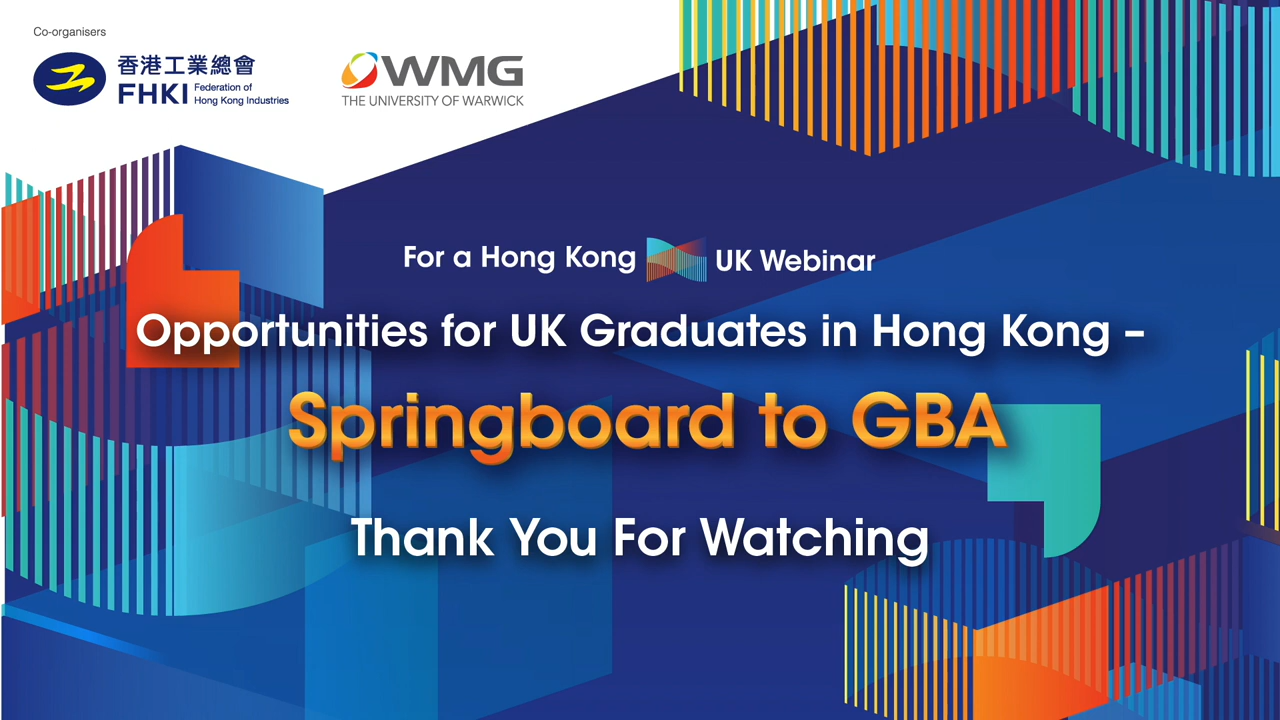 Co-organisers
香港工業總會
FHKI Federation of
Hong Kong Industries
WMG
THE UNIVERSITY OF WARWICK
For a Hong Kong UK Webinar
Opportunities for UK Graduates in Hong Kong –
Springboard to GBA
Thank You For Watching